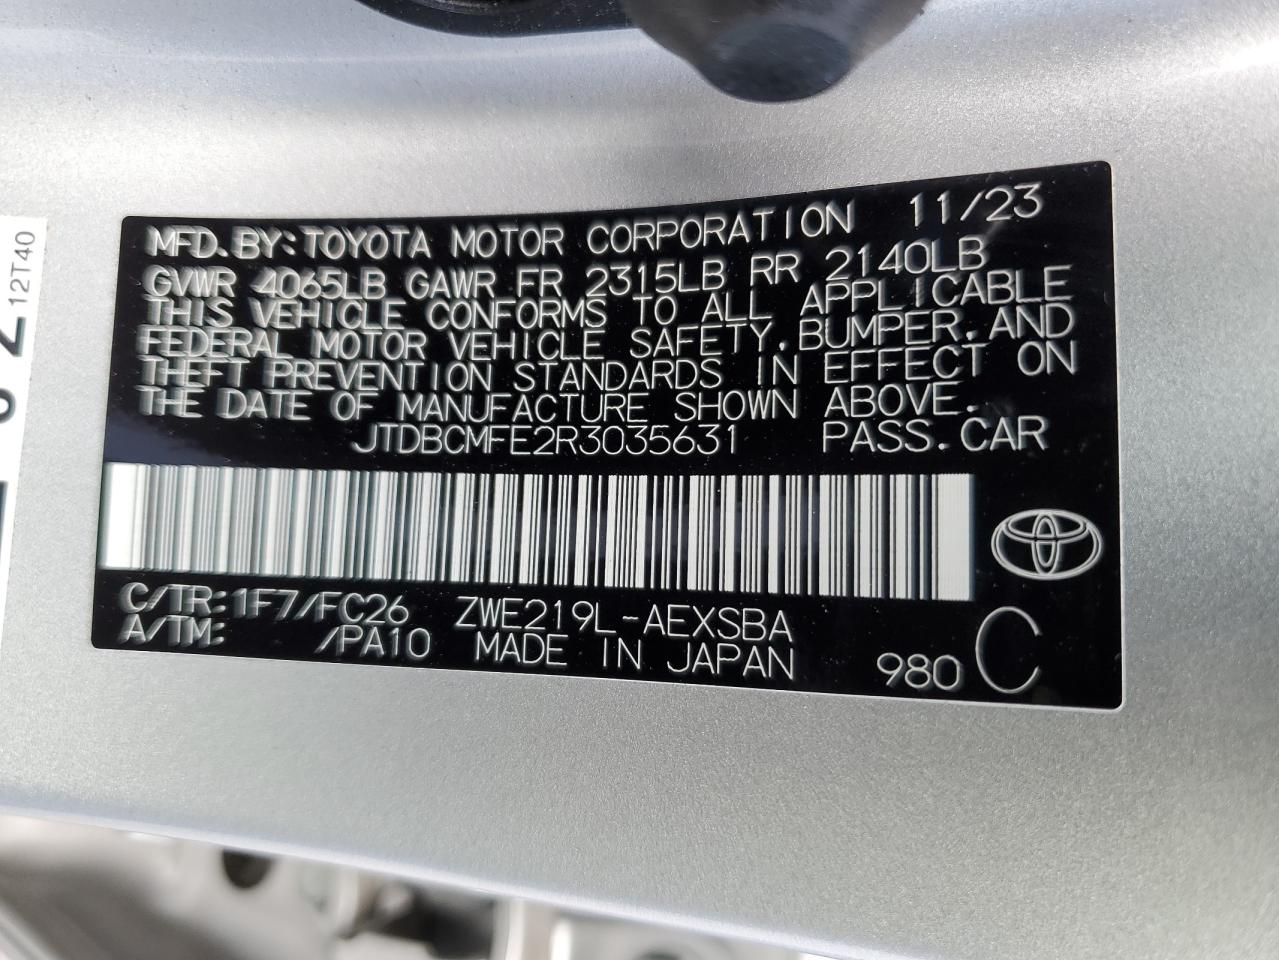 MFD.BY:TOYOTA MOTOR CORPORATION 11/23
GVWR 4065LB GAWR FR 2315LB RR 2140LB
THIS VEHICLE CONFORMS TO ALL APPLICABLE
FEDERAL MOTOR VEHICLE SAFETY, BUMPER, AND
THEFT PREVENTION STANDARDS IN EFFECT ON
THE DATE OF MANUFACTURE SHOWN ABOVE.
JTDBCMFE2R3035631 PASS.CAR
C/TR:1F7/FC26 ZWE219L-AEXSBA
A/TM: /PA10 MADE IN JAPAN 980 C
12T40